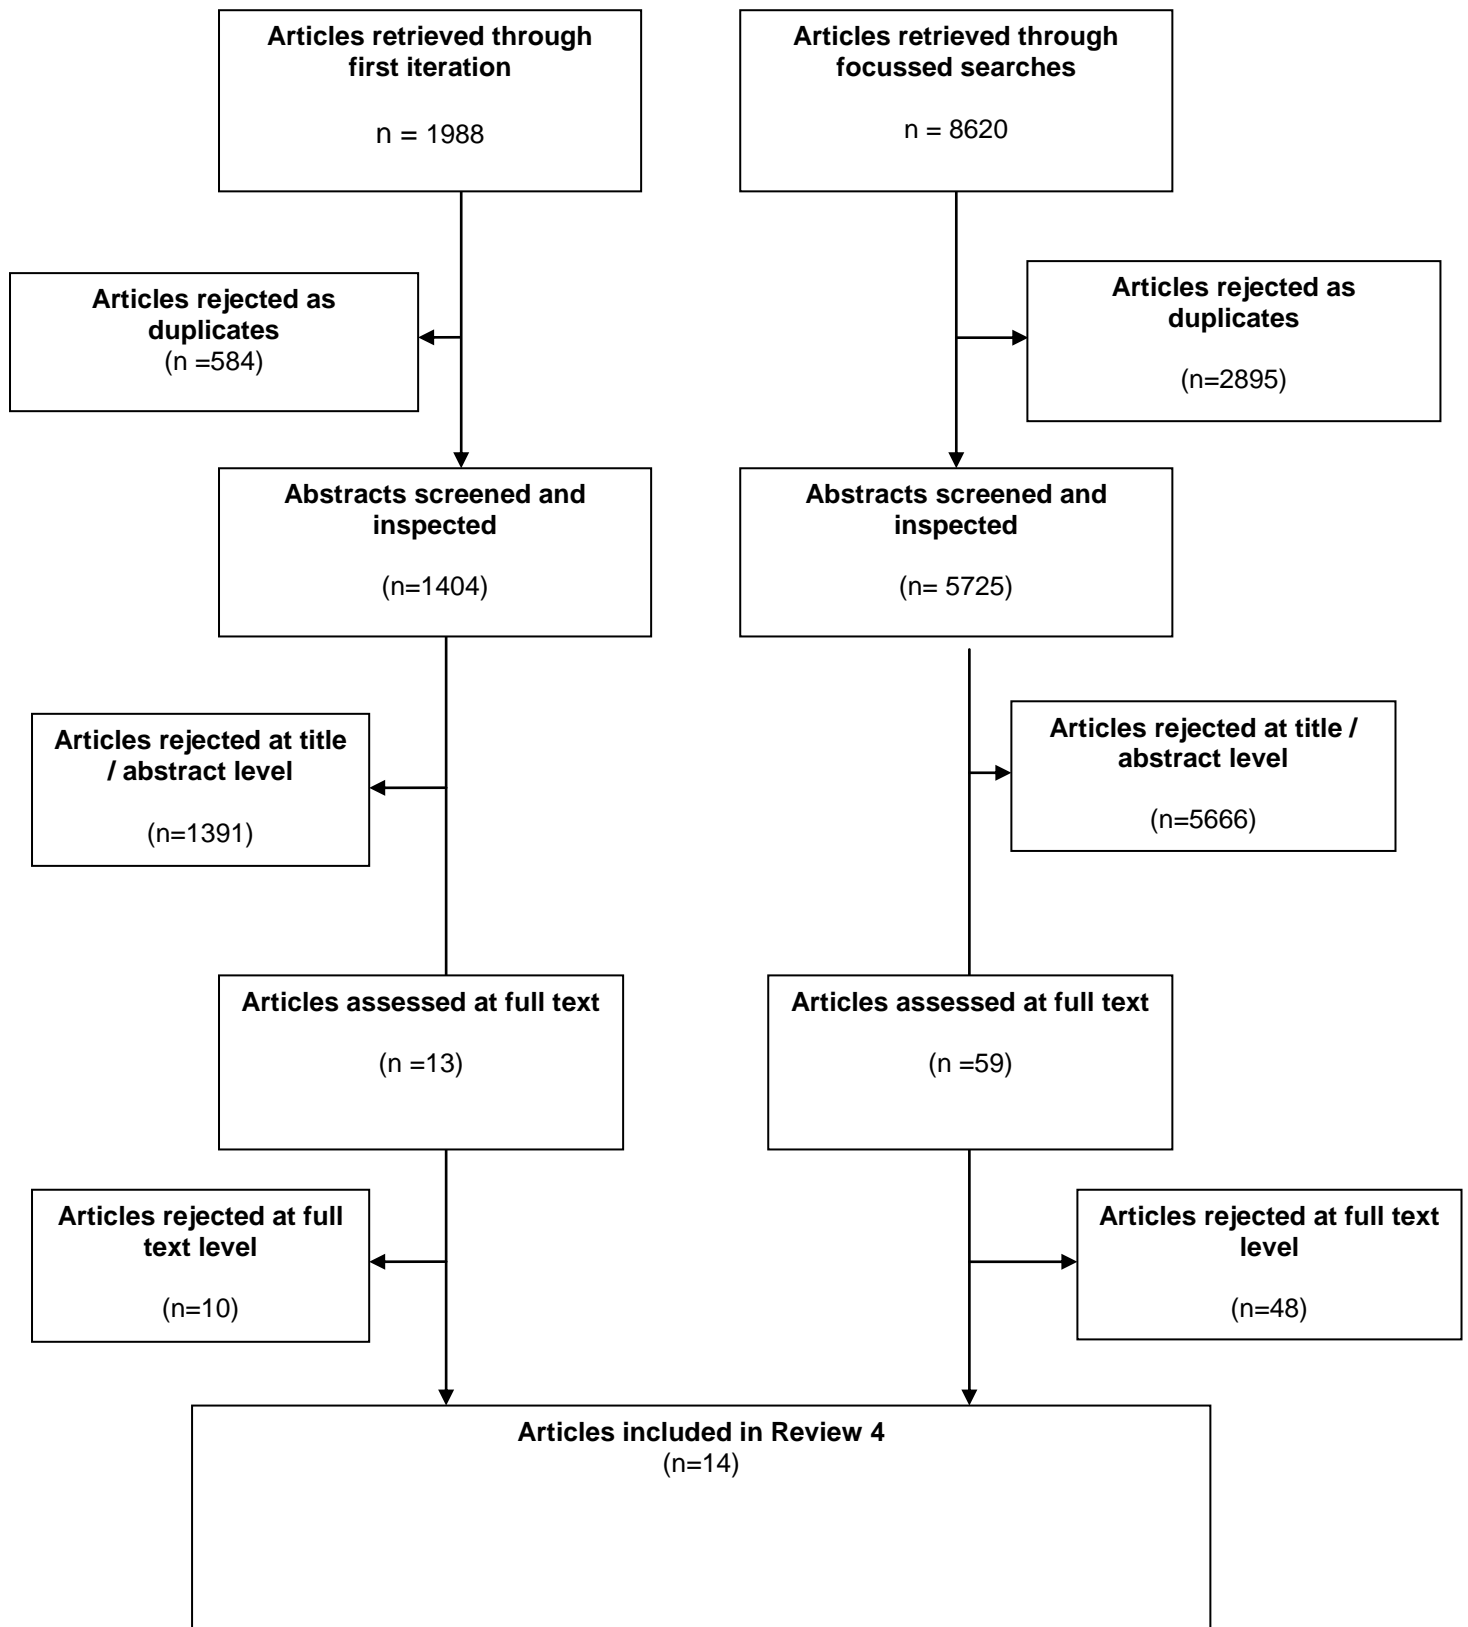 Articles retrieved through
first iteration
n = 1988
Articles retrieved through
focussed searches
n = 8620
Articles rejected as
duplicates
(n =584)
Articles rejected as
duplicates
(n=2895)
Abstracts screened and
inspected
(n=1404)
Abstracts screened and
inspected
(n= 5725)
Articles rejected at title
/ abstract level
(n=1391)
Articles rejected at title /
abstract level
(n=5666)
Articles assessed at full text
(n =13)
Articles assessed at full text
(n =59)
Articles rejected at full
text level
(n=10)
Articles rejected at full text
level
(n=48)
Articles included in Review 4
(n=14)